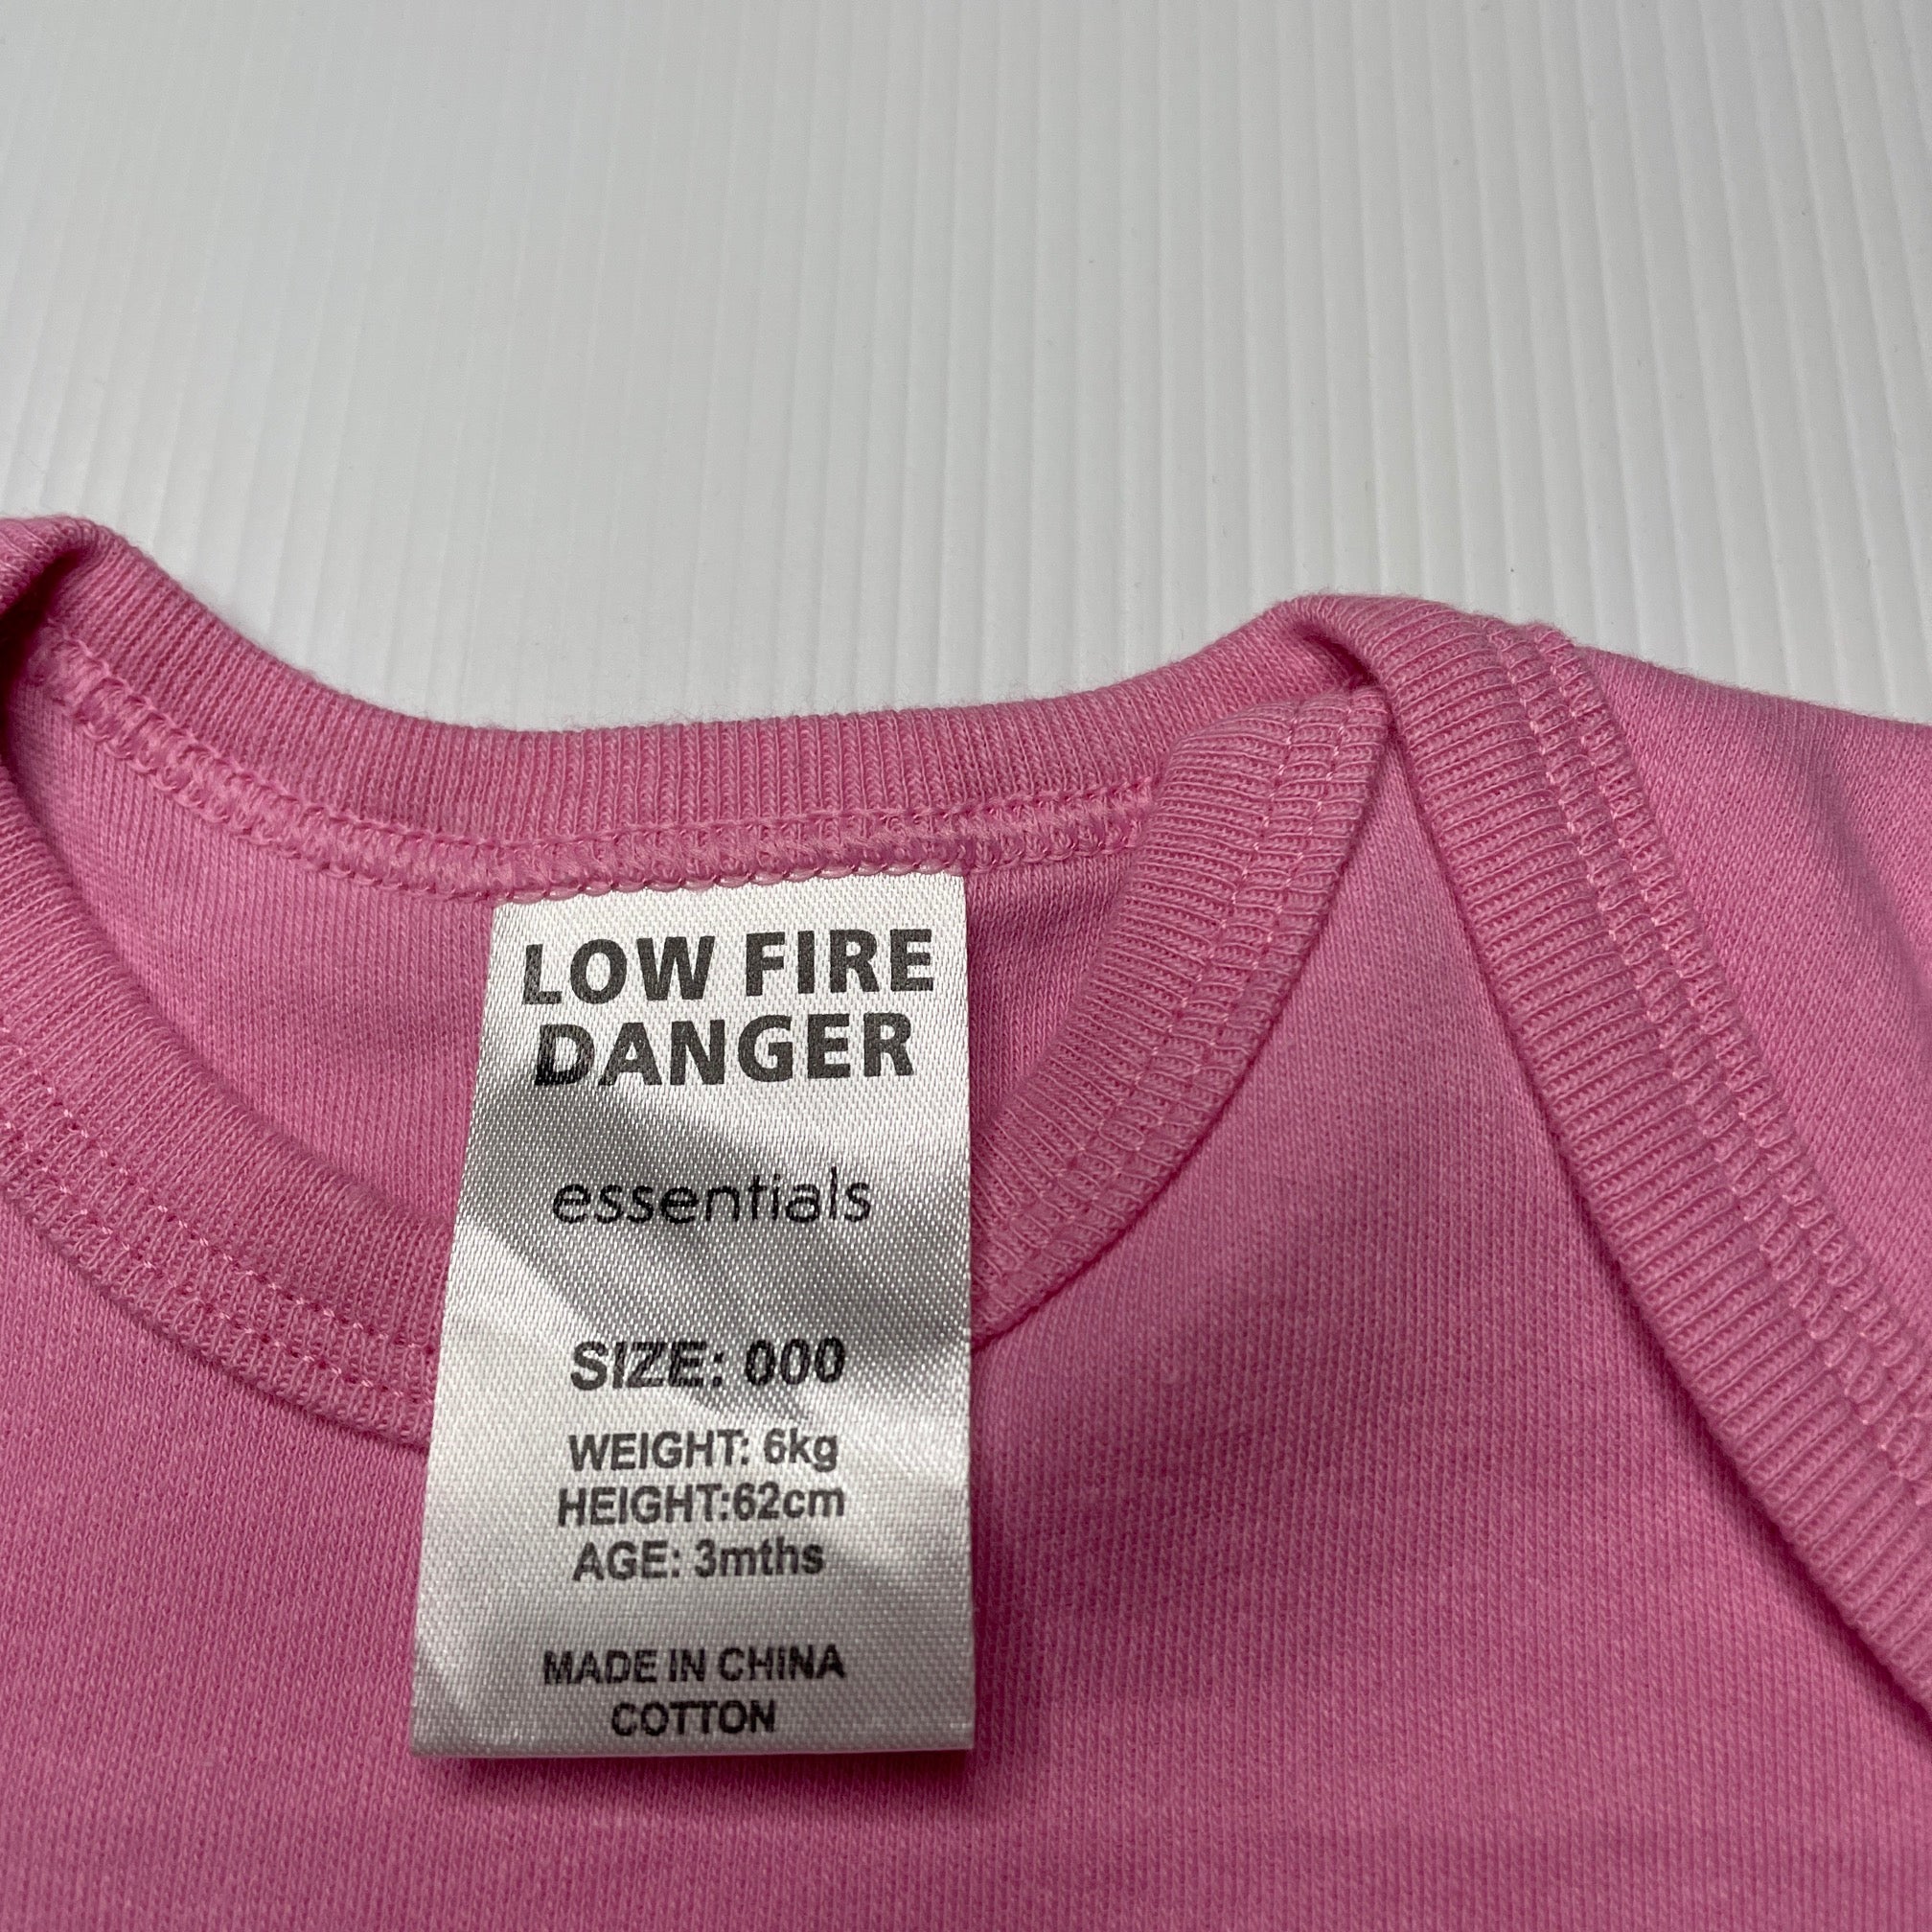 LOW FIRE
DANGER
essentials
SIZE: 000
WEIGHT: 6kg
HEIGHT:62cm
AGE: 3mths
MADE IN CHINA
COTTON